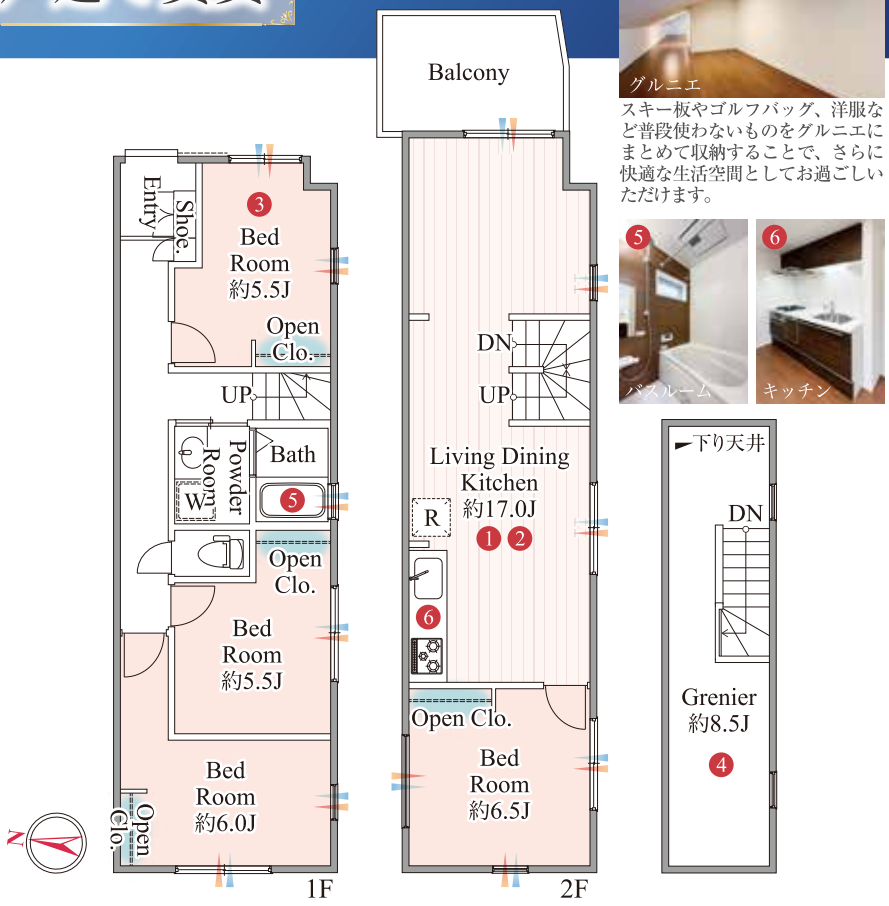 Balcony
グルニエ
スキー板やゴルフバッグ、洋服な
ど普段使わないものをグルニエに
まとめて収納することで、さらに
快適な生活空間としてお過ごしい
ただけます。
Entry
Shoe.
3
Bed
Room
約5.5J
Open
Clo.
UP
Powder
Room
W
Bath
5
Open
Clo.
Bed
Room
約5.5J
Bed
Room
約6.0J
Open
Clo.
N
1F
DN
UP
Living Dining
Kitchen
約17.0J
1 2
R
6
Open Clo.
Bed
Room
約6.5J
2F
5
バスルーム
6
キッチン
下り天井
DN
Grenier
約8.5J
4